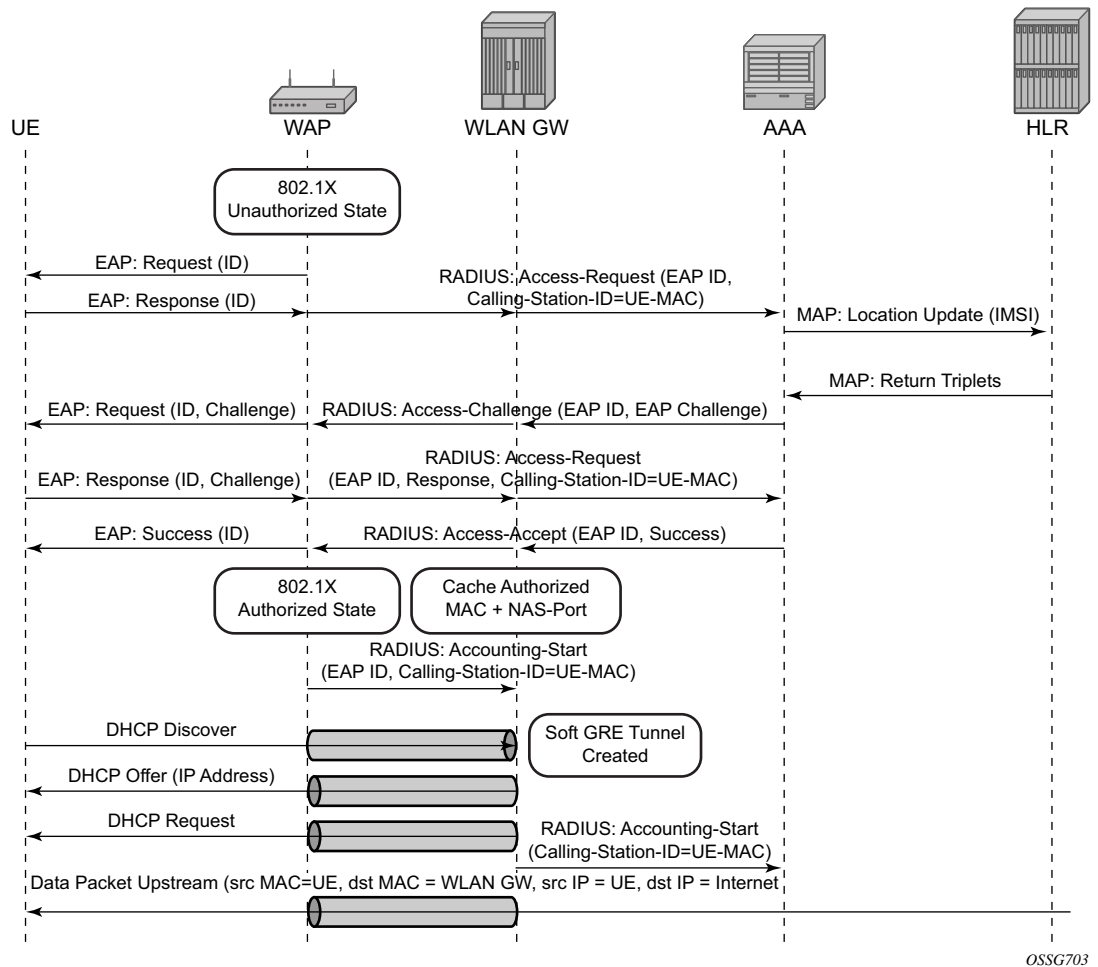 UE
WAP
WLAN GW
AAA
HLR
802.1X
Unauthorized State
EAP: Request (ID)
RADIUS: Access-Request (EAP ID,
Calling-Station-ID=UE-MAC)
EAP: Response (ID)
MAP: Location Update (IMSI)
MAP: Return Triplets
EAP: Request (ID, Challenge)
RADIUS: Access-Challenge (EAP ID, EAP Challenge)
RADIUS: Access-Request
(EAP ID, Response, Calling-Station-ID=UE-MAC)
EAP: Response (ID, Challenge)
EAP: Success (ID)
RADIUS: Access-Accept (EAP ID, Success)
802.1X
Authorized State
Cache Authorized
MAC + NAS-Port
RADIUS: Accounting-Start
(EAP ID, Calling-Station-ID=UE-MAC)
DHCP Discover
Soft GRE Tunnel
Created
DHCP Offer (IP Address)
DHCP Request
RADIUS: Accounting-Start
(Calling-Station-ID=UE-MAC)
Data Packet Upstream (src MAC=UE, dst MAC = WLAN GW, src IP = UE, dst IP = Internet
OSSG703